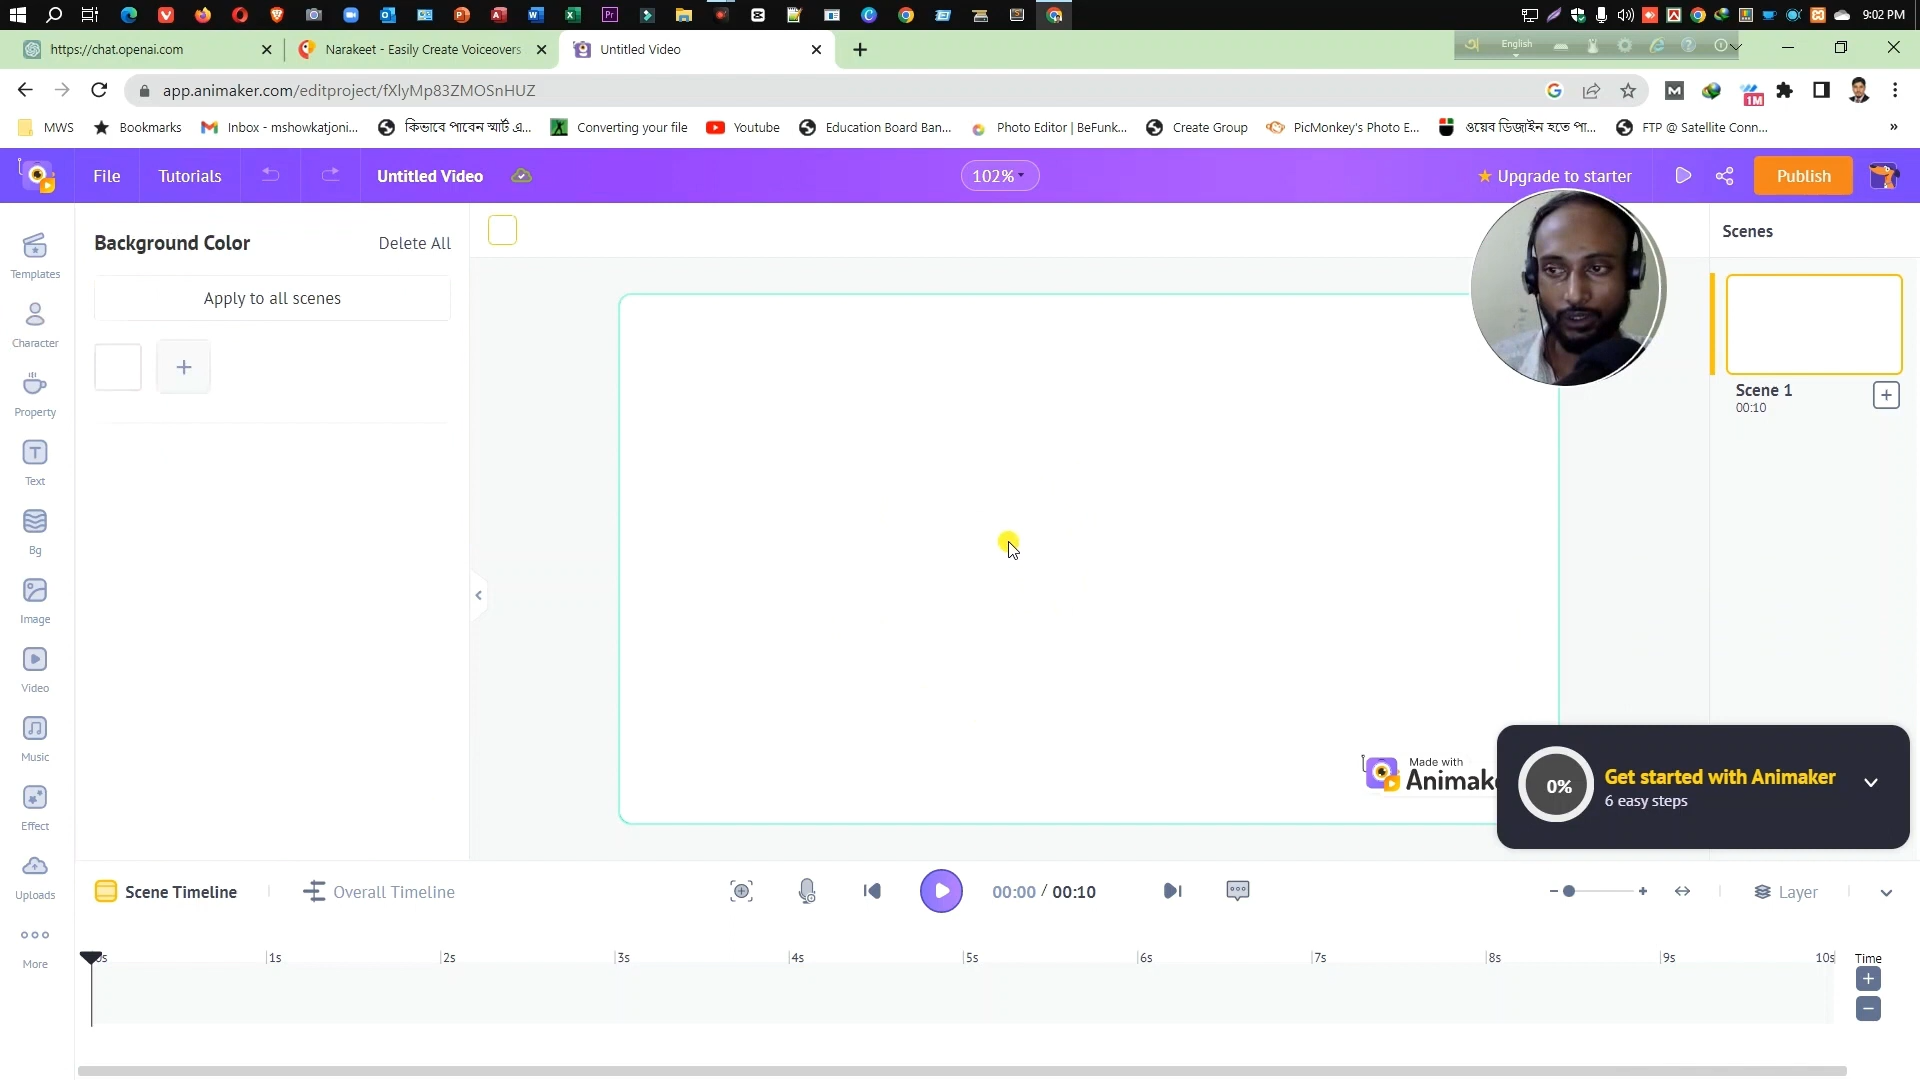 9:02 PM
https://chat.openai.com
Narakeet - Easily Create Voiceovers
Untitled Video
English
app.animaker.com/editproject/fXlyMp83ZMOSnHUZ
1M
MWS
Bookmarks
Inbox - mshowkatjoni...
কিভাবে পাবেন স্মার্ট এ...
Converting your file
Youtube
Education Board Ban...
Photo Editor | BeFunk...
Create Group
PicMonkey's Photo E...
ওয়েব ডিজাইন হতে পা...
FTP @ Satellite Conn...
»
File
Tutorials
Untitled Video
102%
Upgrade to starter
Publish
Templates
Character
Property
Text
Bg
Image
Video
Music
Effect
Uploads
More
Background Color
Delete All
Apply to all scenes
Scenes
Scene 1
00:10
Made with
Animak
0%
Get started with Animaker
6 easy steps
Scene Timeline
Overall Timeline
00:00 / 00:10
Layer
1s
2s
3s
4s
5s
6s
7s
8s
9s
10s
Time